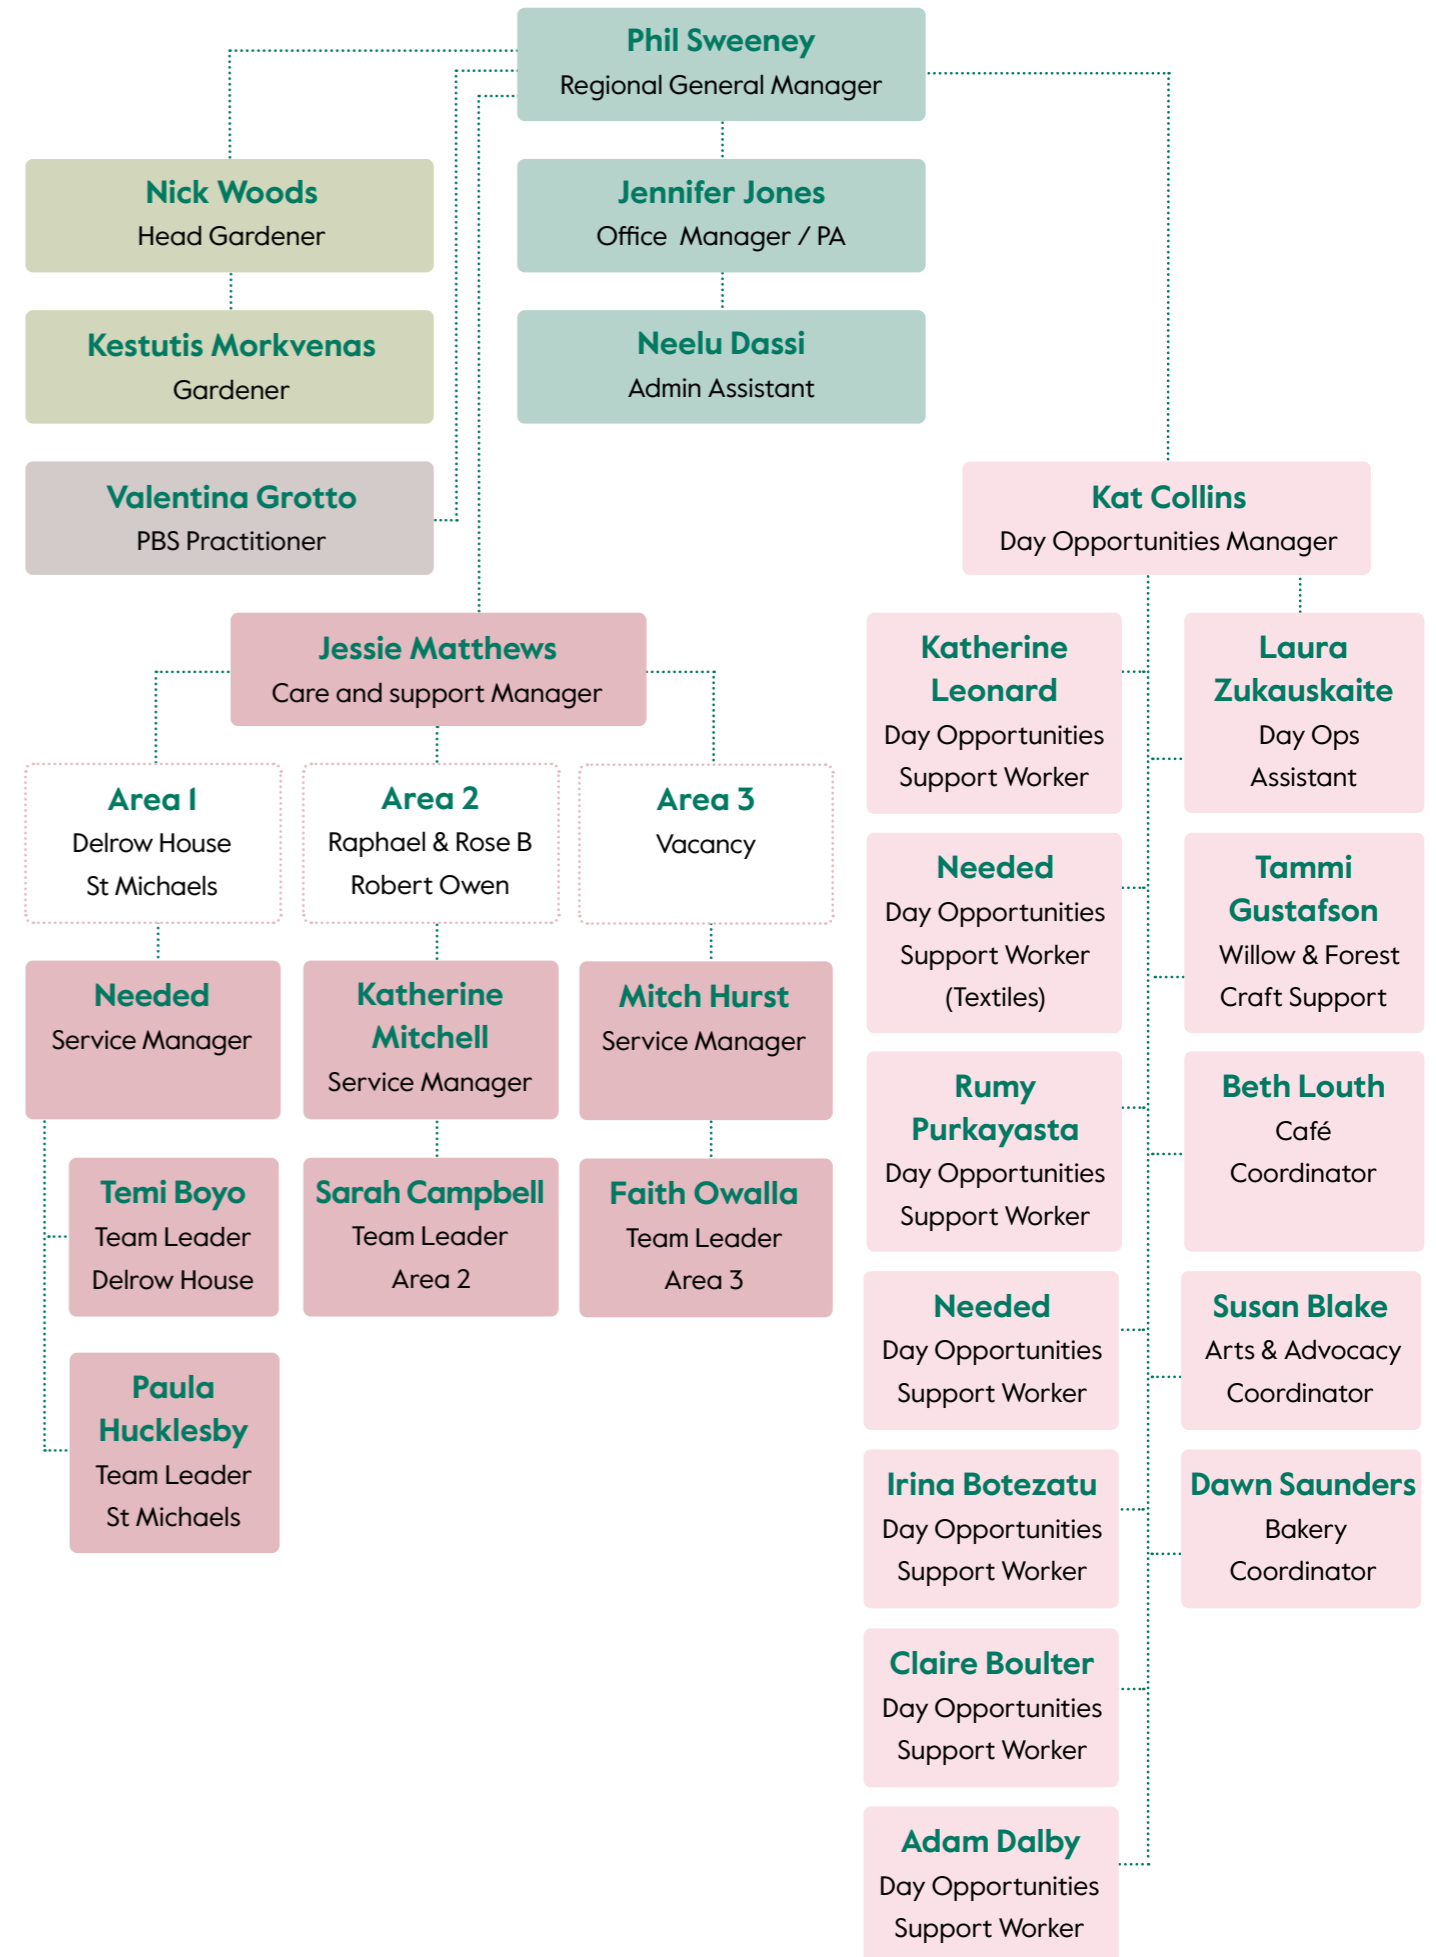 Phil Sweeney
Regional General Manager
Nick Woods
Head Gardener
Jennifer Jones
Office Manager / PA
Kestutis Morkvenas
Gardener
Neelu Dassi
Admin Assistant
Valentina Grotto
PBS Practitioner
Kat Collins
Day Opportunities Manager
Jessie Matthews
Care and support Manager
Area 1
Delrow House
St Michaels
Area 2
Raphael & Rose B
Robert Owen
Area 3
Vacancy
Needed
Service Manager
Katherine
Mitchell
Service Manager
Mitch Hurst
Service Manager
Temi Boyo
Team Leader
Delrow House
Sarah Campbell
Team Leader
Area 2
Faith Owalla
Team Leader
Area 3
Paula
Hucklesby
Team Leader
St Michaels
Katherine
Leonard
Day Opportunities
Support Worker
Laura
Zukauskaite
Day Ops
Assistant
Needed
Day Opportunities
Support Worker
(Textiles)
Tammi
Gustafson
Willow & Forest
Craft Support
Rumy
Purkayasta
Day Opportunities
Support Worker
Beth Louth
Café
Coordinator
Needed
Day Opportunities
Support Worker
Susan Blake
Arts & Advocacy
Coordinator
Irina Botezatu
Day Opportunities
Support Worker
Dawn Saunders
Bakery
Coordinator
Claire Boulter
Day Opportunities
Support Worker
Adam Dalby
Day Opportunities
Support Worker